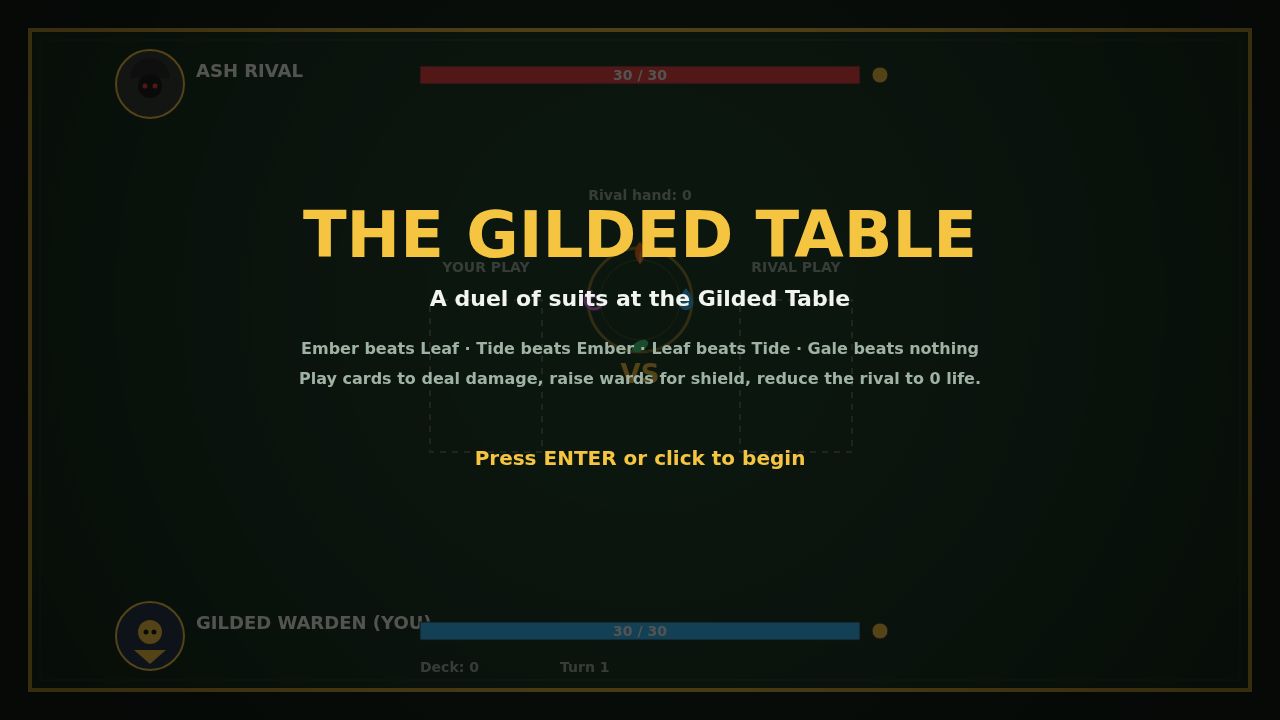 ASH RIVAL
30 / 30
Rival hand: 0
THE GILDED TABLE
YOUR PLAY
RIVAL PLAY
A duel of suits at the Gilded Table
Ember beats Leaf · Tide beats Ember · Leaf beats Tide · Gale beats nothing
VS
Play cards to deal damage, raise wards for shield, reduce the rival to 0 life.
Press ENTER or click to begin
GILDED WARDEN (YOU)
30 / 30
Deck: 0
Turn 1